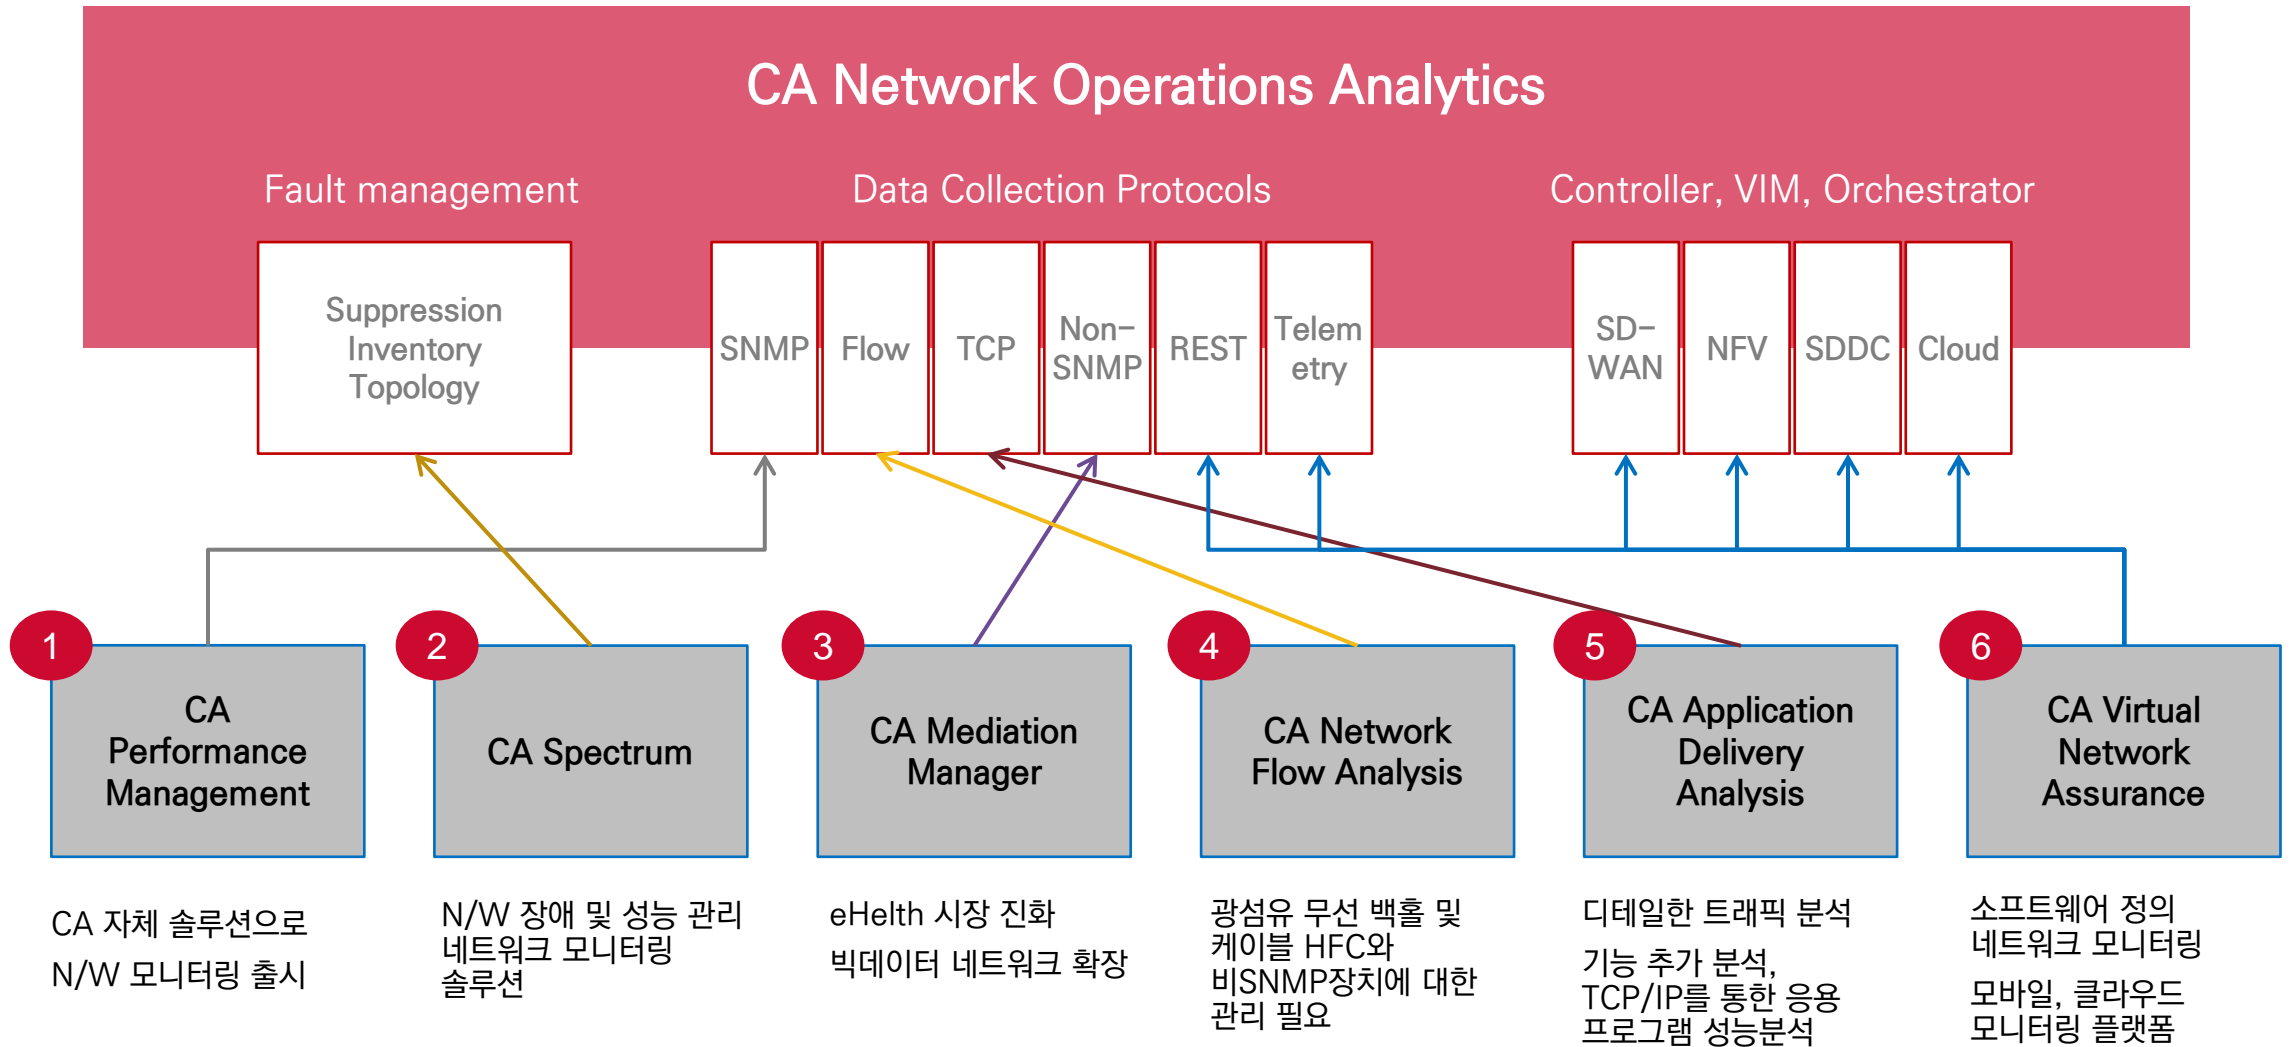 CA Network Operations Analytics
Fault management
Data Collection Protocols
Controller, VIM, Orchestrator
Suppression
Inventory
Topology
SNMP
Flow
TCP
Non-
SNMP
REST
Telem
etry
SD-
WAN
NFV
SDDC
Cloud
1
CA
Performance
Management
2
CA Spectrum
3
CA Mediation
Manager
4
CA Network
Flow Analysis
5
CA Application
Delivery
Analysis
6
CA Virtual
Network
Assurance
CA 자체 솔루션으로
N/W 모니터링 출시
N/W 장애 및 성능 관리
네트워크 모니터링
솔루션
eHelth 시장 진화
빅데이터 네트워크 확장
광섬유 무선 백홀 및
케이블 HFC와
비SNMP장치에 대한
관리 필요
디테일한 트래픽 분석
기능 추가 분석,
TCP/IP를 통한 응용
프로그램 성능분석
소프트웨어 정의
네트워크 모니터링
모바일, 클라우드
모니터링 플랫폼